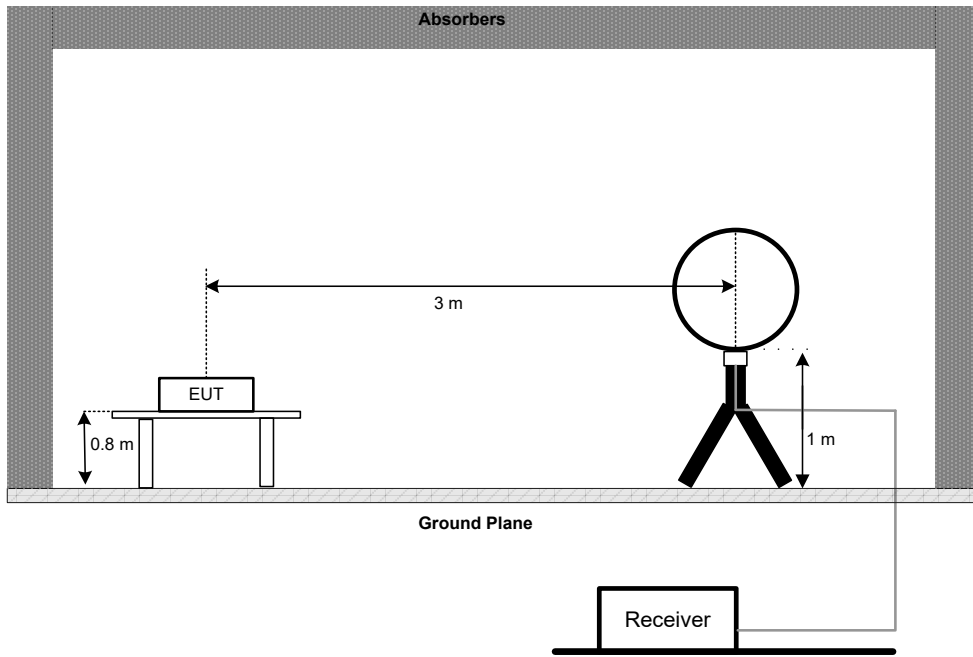 Absorbers
3 m
EUT
0.8 m
1 m
Ground Plane
Receiver